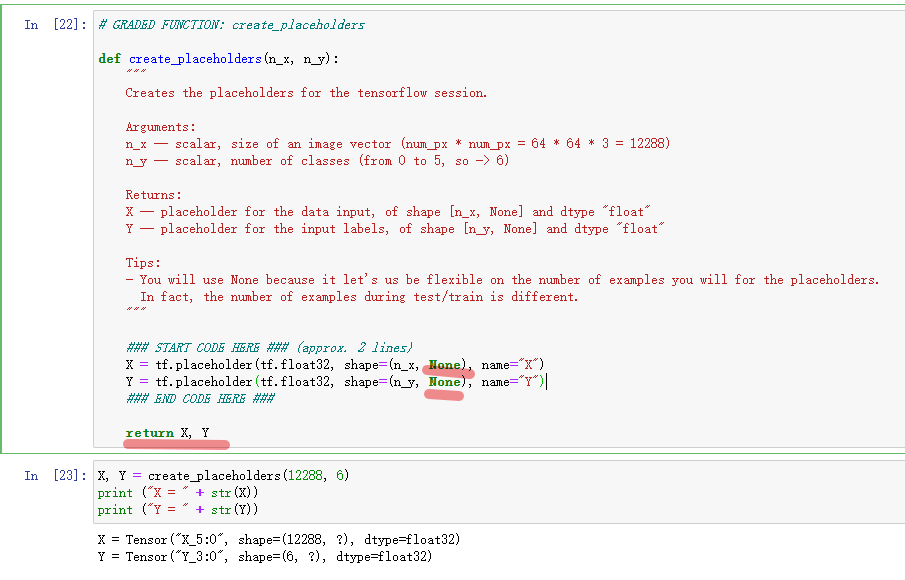 In [22]: # GRADED FUNCTION: create_placeholders
def create_placeholders(n_x, n_y):
"""
Creates the placeholders for the tensorflow session.
Arguments:
n_x -- scalar, size of an image vector (num_px * num_px = 64 * 64 * 3 = 12288)
n_y -- scalar, number of classes (from 0 to 5, so -> 6)
Returns:
X -- placeholder for the data input, of shape [n_x, None] and dtype "float"
Y -- placeholder for the input labels, of shape [n_y, None] and dtype "float"
Tips:
- You will use None because it let's us be flexible on the number of examples you will for the placeholders.
In fact, the number of examples during test/train is different.
"""
### START CODE HERE ### (approx. 2 lines)
X = tf.placeholder(tf.float32, shape=(n_x, None), name="X")
Y = tf.placeholder(tf.float32, shape=(n_y, None), name="Y")
### END CODE HERE ###
return X, Y
In [23]: X, Y = create_placeholders(12288, 6)
print ("X = " + str(X))
print ("Y = " + str(Y))
X = Tensor("X_5:0", shape=(12288, ?), dtype=float32)
Y = Tensor("Y_3:0", shape=(6, ?), dtype=float32)